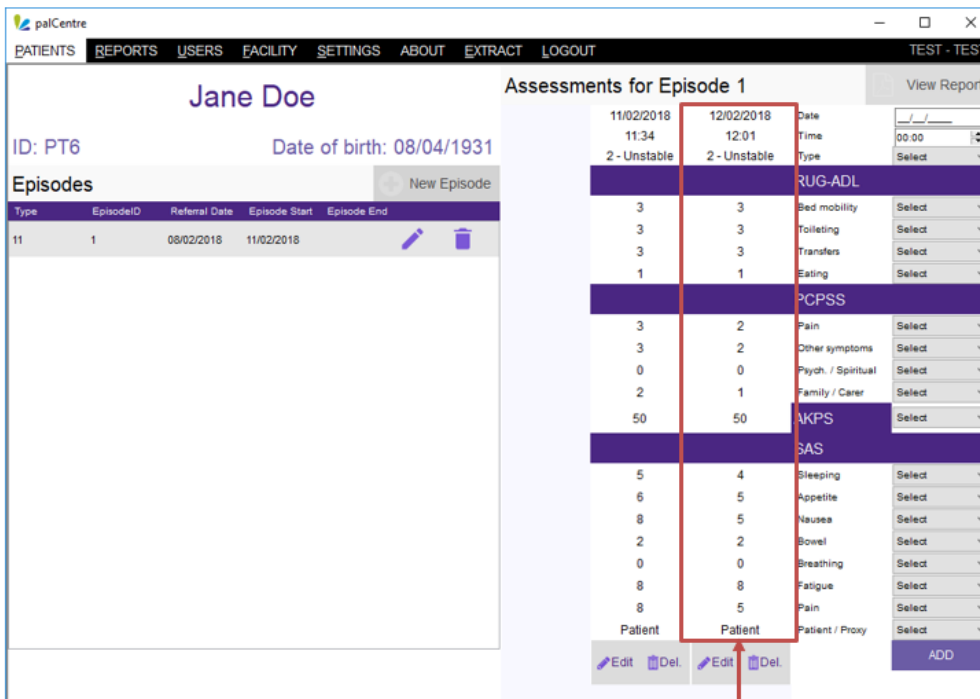 palCentre
PATIENTS REPORTS USERS FACILITY SETTINGS ABOUT EXTRACT LOGOUT TEST - TES
Jane Doe
ID: PT6 Date of birth: 08/04/1931
Episodes New Episode
Type EpisodeID Referral Date Episode Start Episode End
11 1 08/02/2018 11/02/2018
Assessments for Episode 1 View Repor
11/02/2018 12/02/2018 Date __/__/____
11:34 12:01 Time 00:00
2 - Unstable 2 - Unstable Type Select
RUG-ADL
3 3 Bed mobility Select
3 3 Toileting Select
3 3 Transfers Select
1 1 Eating Select
PCPSS
3 2 Pain Select
3 2 Other symptoms Select
0 0 Psych. / Spiritual Select
2 1 Family / Carer Select
50 50 AKPS Select
SAS
5 4 Sleeping Select
6 5 Appetite Select
8 5 Nausea Select
2 2 Bowel Select
0 0 Breathing Select
8 8 Fatigue Select
8 5 Pain Select
Patient Patient Patient / Proxy Select
Edit Del. Edit Del. ADD